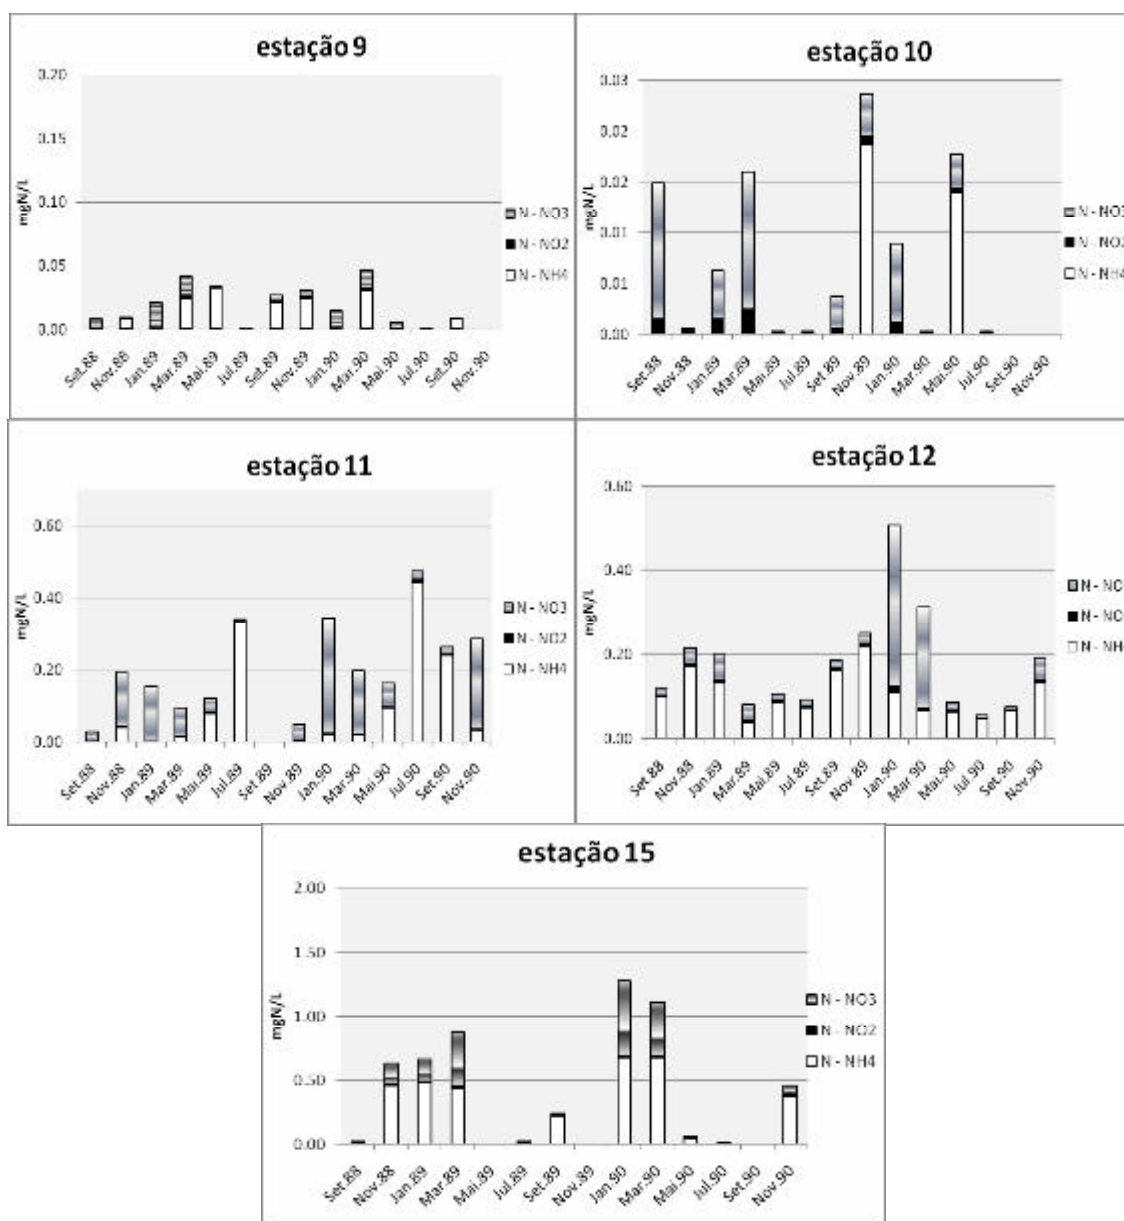 estação 9
0.20
0.15
0.10
0.05
0.00
mgN/L
N - NO3
N - NO2
N - NH4
Set.88
Nov.88
Jan.89
Mar.89
Mai.89
Jul.89
Set.89
Nov.89
Jan.90
Mar.90
Mai.90
Jul.90
Set.90
Nov.90
estação 10
0.03
0.02
0.02
0.01
0.01
0.00
mgN/L
N - NO3
N - NO2
N - NH4
Set.88
Nov.88
Jan.89
Mar.89
Mai.89
Jul.89
Set.89
Nov.89
Jan.90
Mar.90
Mai.90
Jul.90
Set.90
Nov.90
estação 11
0.60
0.40
0.20
0.00
mgN/L
N - NO3
N - NO2
N - NH4
Set.88
Nov.88
Jan.89
Mar.89
Mai.89
Jul.89
Set.89
Nov.89
Jan.90
Mar.90
Mai.90
Jul.90
Set.90
Nov.90
estação 12
0.60
0.40
0.20
0.00
mgN/L
N - NO
N - NO
N - NH
Set.88
Nov.88
Jan.89
Mar.89
Mai.89
Jul.89
Set.89
Nov.89
Jan.90
Mar.90
Mai.90
Jul.90
Set.90
Nov.90
estação 15
2.00
1.50
1.00
0.50
0.00
mgN/L
N - NO3
N - NO2
N - NH4
Set.88
Nov.88
Jan.89
Mar.89
Mai.89
Jul.89
Set.89
Nov.89
Jan.90
Mar.90
Mai.90
Jul.90
Set.90
Nov.90